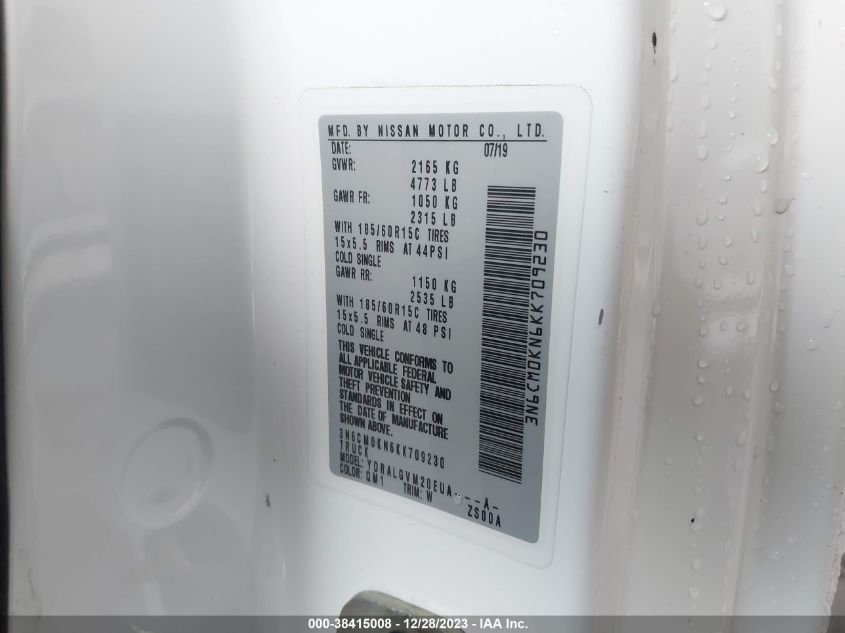 MFD. BY NISSAN MOTOR CO., LTD.
DATE: 07/19
GVWR: 2165 KG
4773 LB
GAWR FR: 1050 KG
2315 LB
WITH 185/60R15C TIRES
15x5.5 RIMS AT 44PSI
COLD SINGLE
GAWR RR: 1150 KG
2535 LB
WITH 185/60R15C TIRES
15x5.5 RIMS AT 48 PSI
COLD SINGLE
THIS VEHICLE CONFORMS TO
ALL APPLICABLE FEDERAL
MOTOR VEHICLE SAFETY AND
THEFT PREVENTION
STANDARDS IN EFFECT ON
THE DATE OF MANUFACTURE
SHOWN ABOVE.
3N6CM0KN6KK709230
TRUCK
MODEL: YDRALGVM20EUA----A-
COLOR: QM1 TRIM: W ZS00A
3N6CM0KN6KK709230
000-38415008 - 12/28/2023 - IAA Inc.